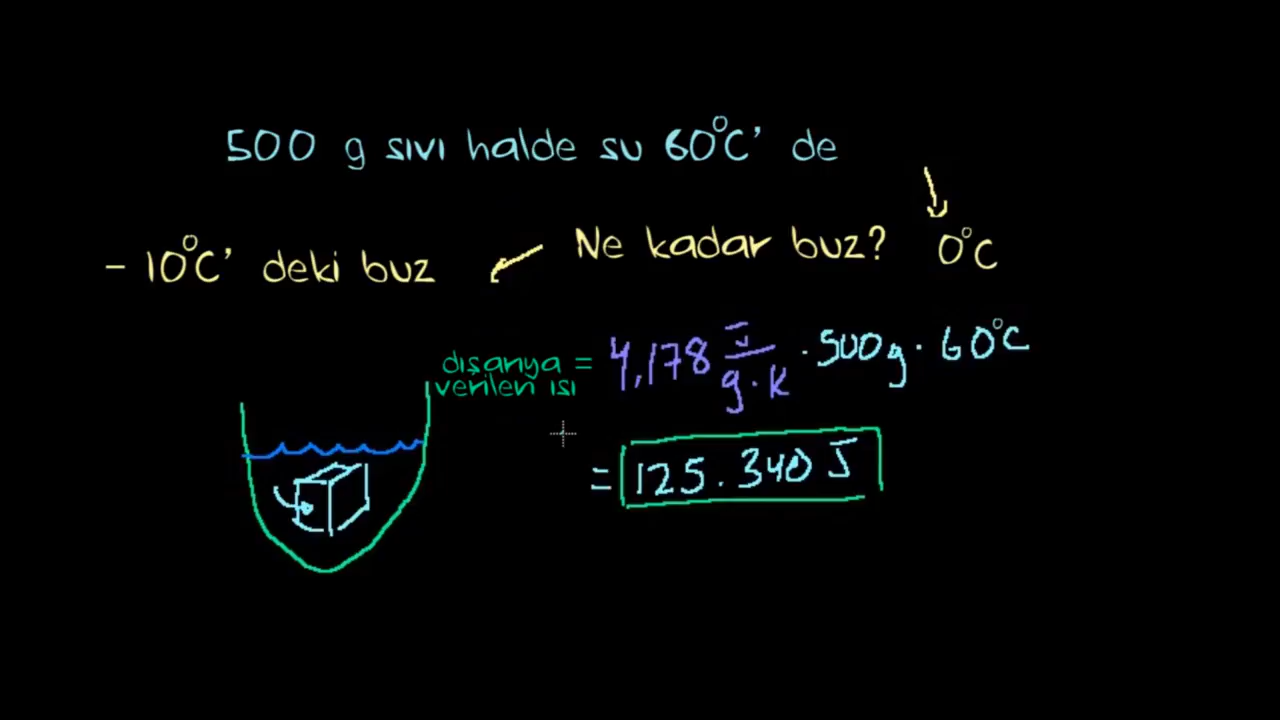 500 g sıvı halde su 60°C' de
Ne kadar buz? 0°C
-10°C' deki buz
dışarıya verilen ısı = 4,178 J/g·K · 500g · 60°C
= 125.340 J